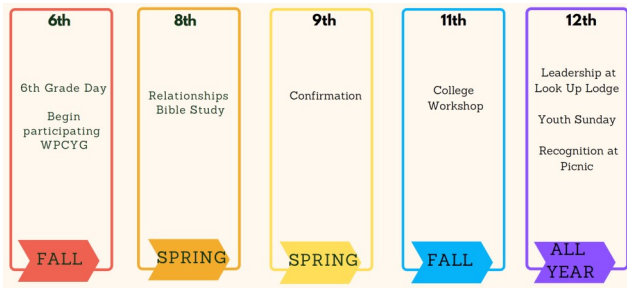 6th
6th Grade Day
Begin
participating
WPCYG
FALL
8th
Relationships
Bible Study
SPRING
9th
Confirmation
SPRING
11th
College
Workshop
FALL
12th
Leadership at
Look Up Lodge
Youth Sunday
Recognition at
Picnic
ALL
YEAR